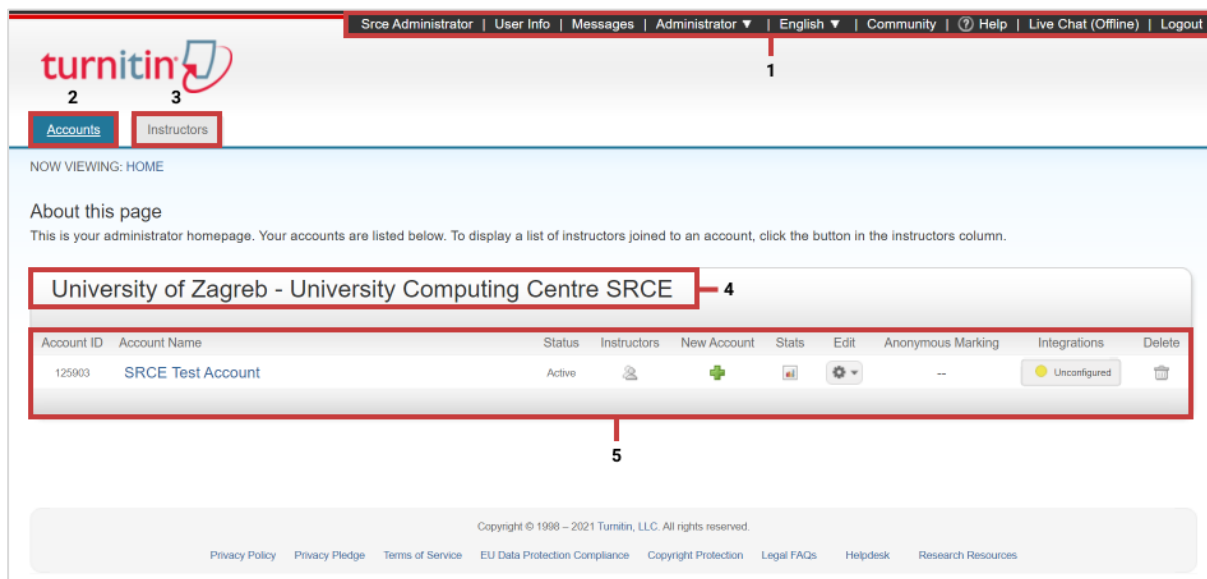 Srce Administrator | User Info | Messages | Administrator ▼ | English ▼ | Community | ? Help | Live Chat (Offline) | Logout
1
turnitin
2 3
Accounts Instructors
NOW VIEWING: HOME
About this page
This is your administrator homepage. Your accounts are listed below. To display a list of instructors joined to an account, click the button in the instructors column.
University of Zagreb - University Computing Centre SRCE
4
Account ID Account Name Status Instructors New Account Stats Edit Anonymous Marking Integrations Delete
125903 SRCE Test Account Active -- Unconfigured
5
Copyright © 1998 – 2021 Turnitin, LLC. All rights reserved.
Privacy Policy Privacy Pledge Terms of Service EU Data Protection Compliance Copyright Protection Legal FAQs Helpdesk Research Resources